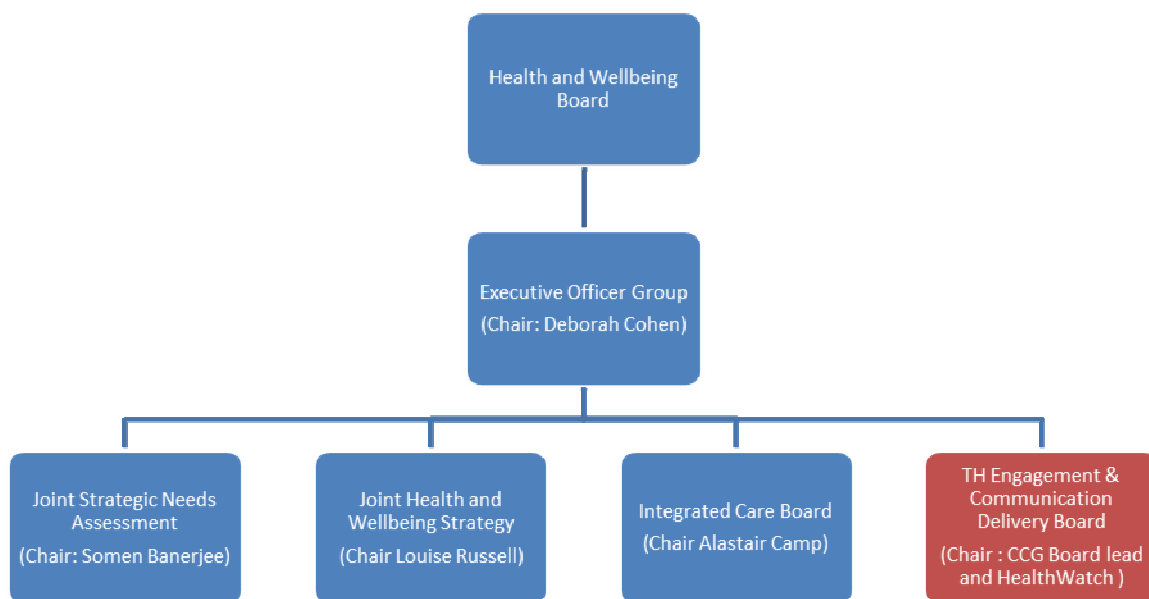 Health and Wellbeing
Board
Executive Officer Group
(Chair: Deborah Cohen)
Joint Strategic Needs
Assessment
(Chair: Somen Banerjee)
Joint Health and
Wellbeing Strategy
(Chair Louise Russell)
Integrated Care Board
(Chair Alastair Camp)
TH Engagement &
Communication
Delivery Board
(Chair : CCG Board lead
and HealthWatch )